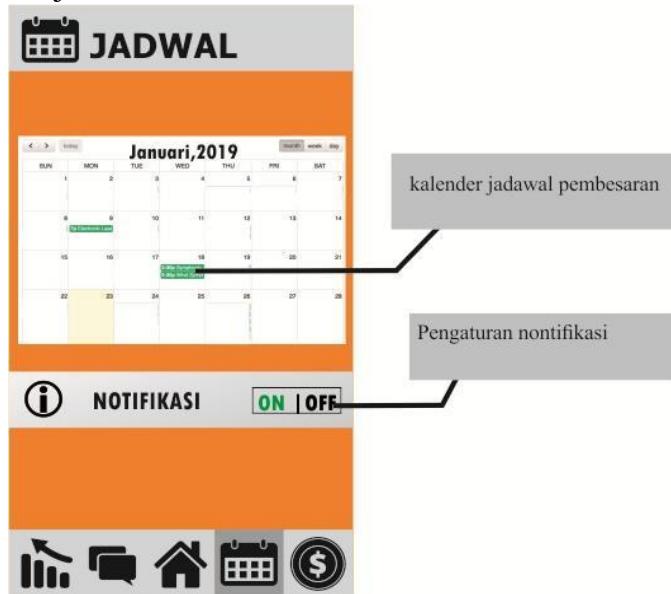 JADWAL
< > today
Januari,2019
month week day
SUN MON TUE WED THU FRI SAT
1 2 3 4 5 6 7
8 9 10 11 12 13 14
15 16 17 18 19 20 21
22 23 24 25 26 27 28
kalender jadawal pembesaran
Pengaturan nontifikasi
NOTIFIKASI ON | OFF